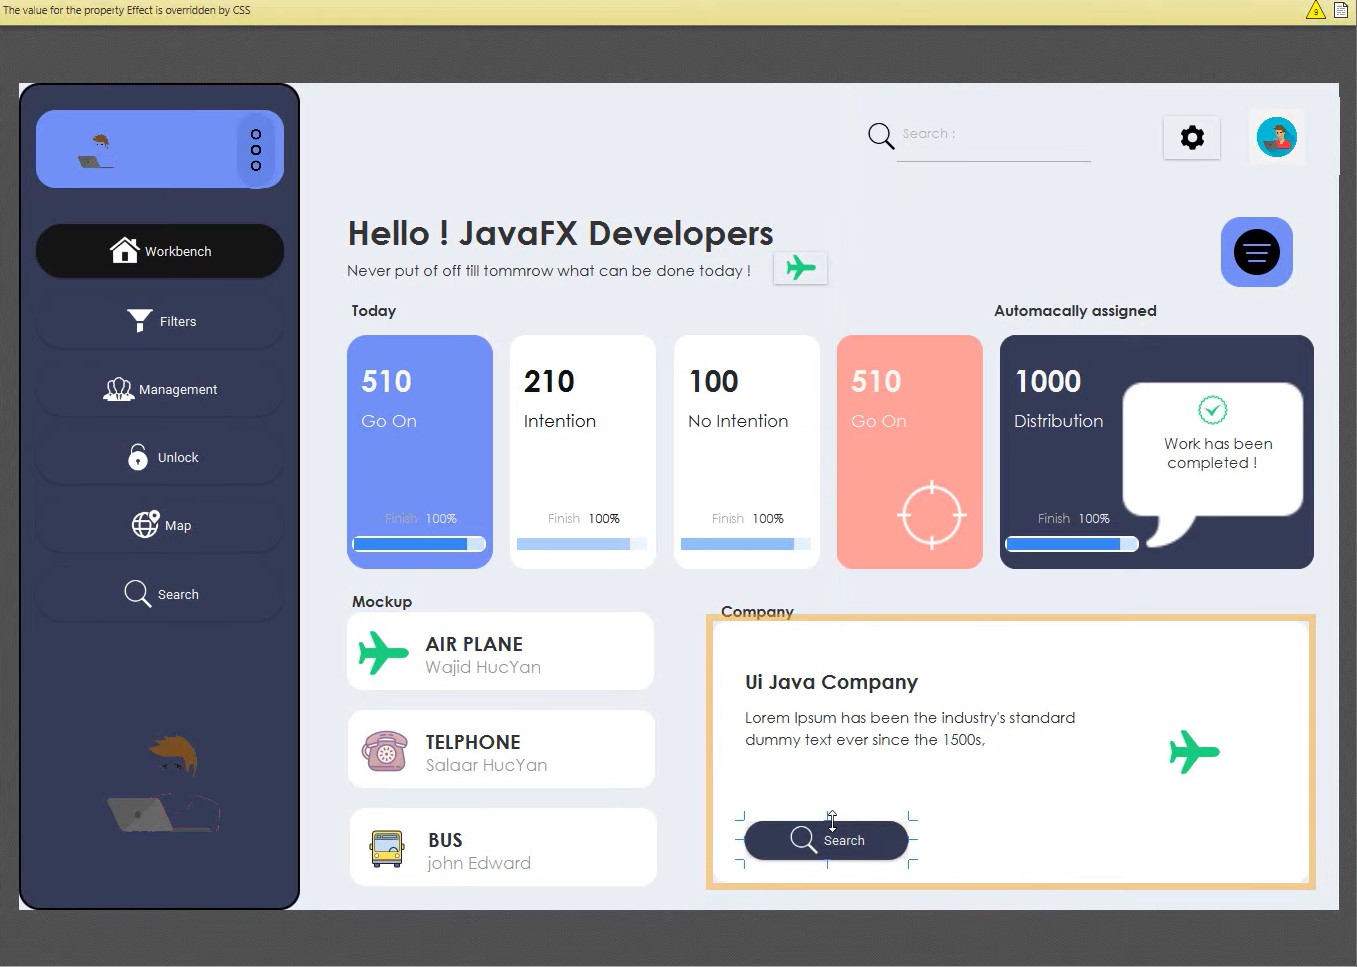 The value for the property Effect is overridden by CSS
9
Search :
Workbench
Filters
Management
Unlock
Map
Search
Hello ! JavaFX Developers
Never put of off till tommrow what can be done today !
Today
Automacally assigned
510
Go On
Finish 100%
210
Intention
Finish 100%
100
No Intention
Finish 100%
510
Go On
1000
Distribution
Finish 100%
Work has been
completed !
Mockup
AIR PLANE
Wajid HucYan
TELPHONE
Salaar HucYan
BUS
john Edward
Company
Ui Java Company
Lorem Ipsum has been the industry's standard
dummy text ever since the 1500s,
Search